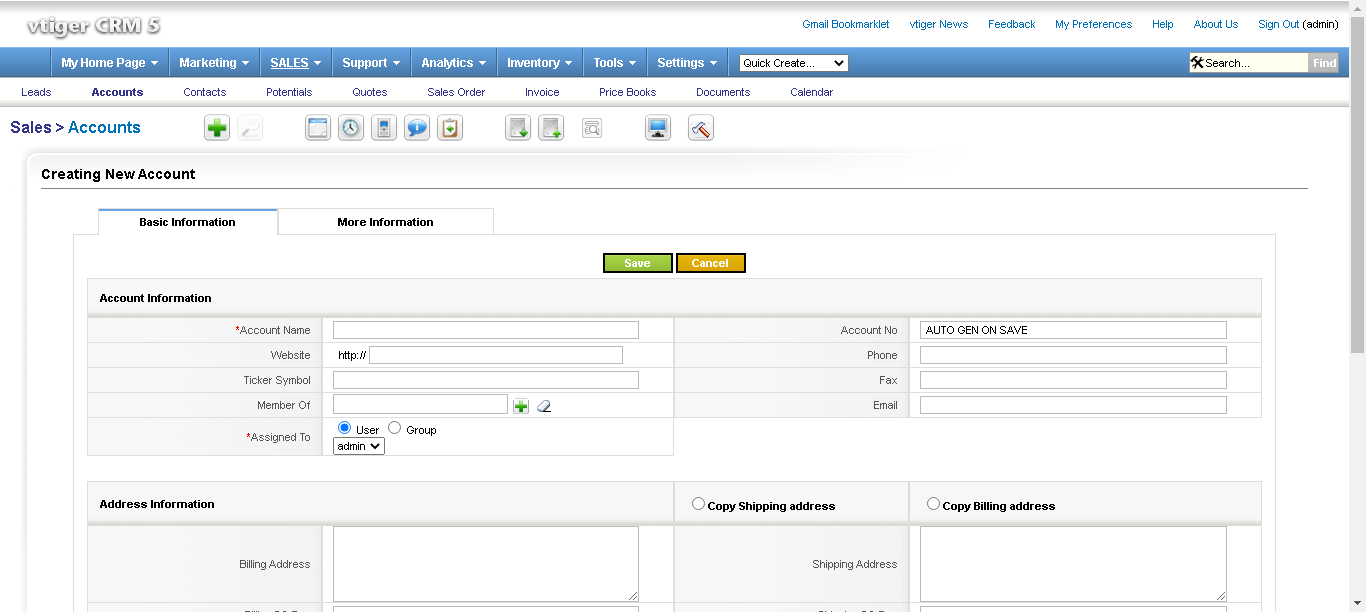 vtiger CRM 5
Gmail Bookmarklet vtiger News Feedback My Preferences Help About Us Sign Out (admin)
My Home Page Marketing SALES Support Analytics Inventory Tools Settings Quick Create... Search... Find
Leads Accounts Contacts Potentials Quotes Sales Order Invoice Price Books Documents Calendar
Sales > Accounts
Creating New Account
Basic Information More Information
Save Cancel
Account Information
*Account Name Account No AUTO GEN ON SAVE
Website http:// Phone
Ticker Symbol Fax
Member Of Email
*Assigned To User Group
admin
Address Information Copy Shipping address Copy Billing address
Billing Address Shipping Address